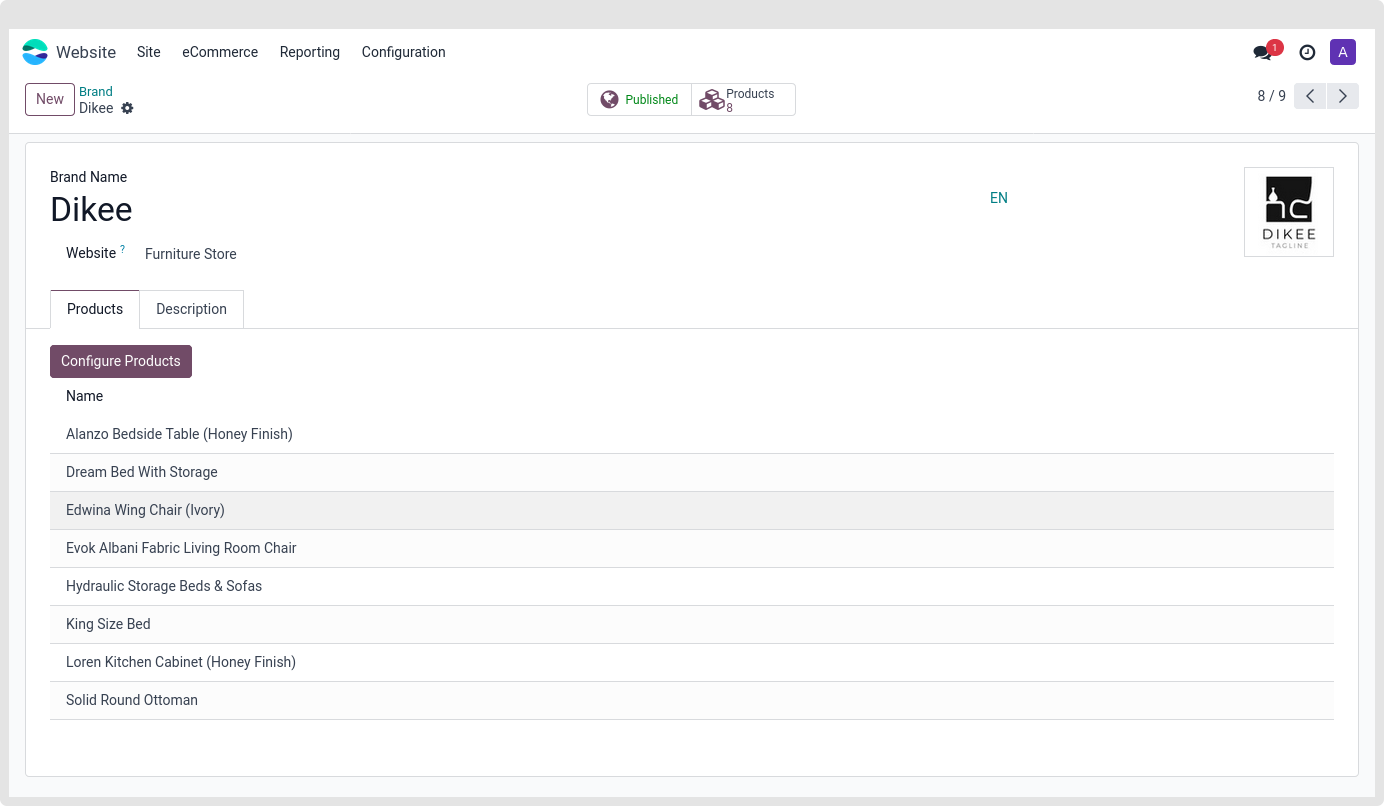 Website Site eCommerce Reporting Configuration 1 A
New Brand Published Products 8 / 9
Dikee 8
Brand Name
Dikee EN
DIKEE
TAGLINE
Website ? Furniture Store
Products Description
Configure Products
Name
Alanzo Bedside Table (Honey Finish)
Dream Bed With Storage
Edwina Wing Chair (Ivory)
Evok Albani Fabric Living Room Chair
Hydraulic Storage Beds & Sofas
King Size Bed
Loren Kitchen Cabinet (Honey Finish)
Solid Round Ottoman